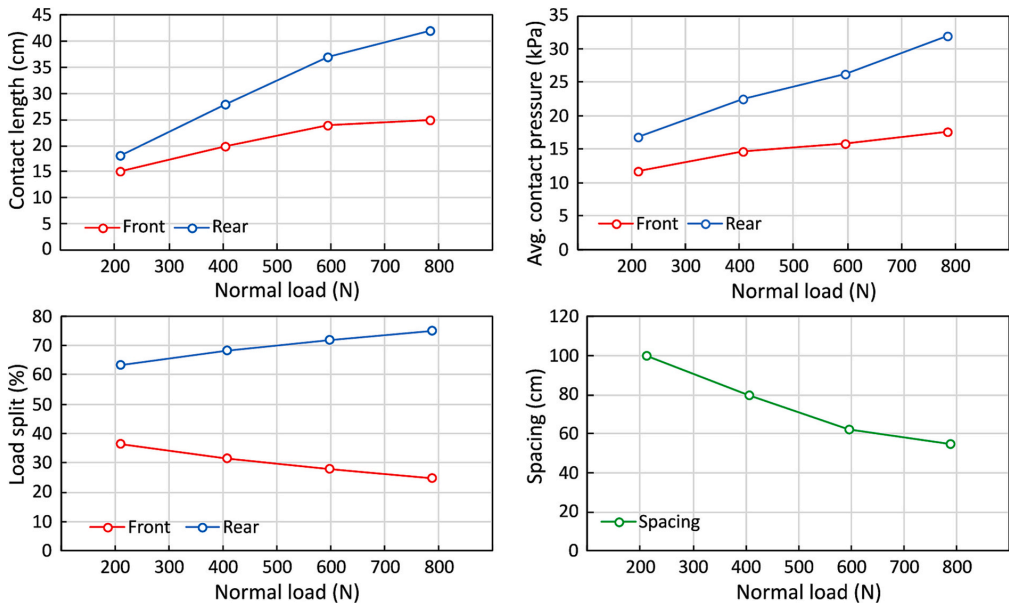 Contact length (cm)
45
40
35
30
25
20
15
10
5
0
Front Rear
200 300 400 500 600 700 800
Normal load (N)
Avg. contact pressure (kPa)
35
30
25
20
15
10
5
0
Front Rear
200 300 400 500 600 700 800
Normal load (N)
Load split (%)
80
70
60
50
40
30
20
10
0
Front Rear
200 300 400 500 600 700 800
Normal load (N)
Spacing (cm)
120
100
80
60
40
20
0
Spacing
200 300 400 500 600 700 800
Normal load (N)